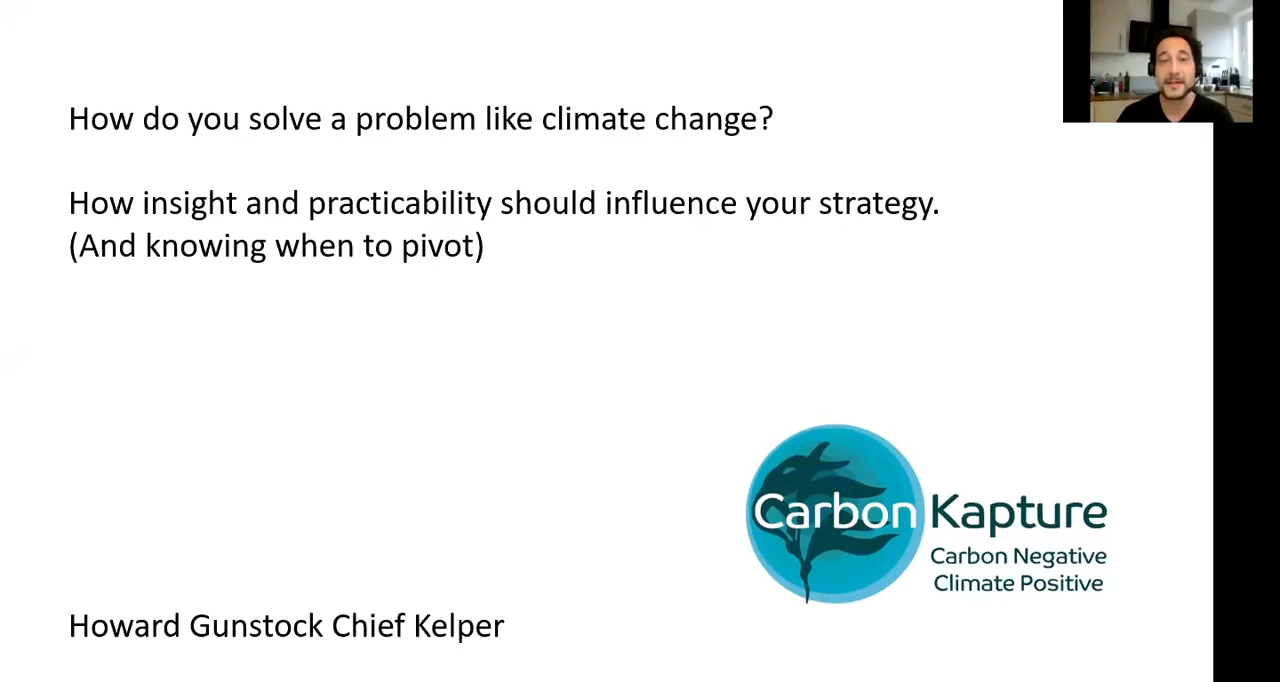 How do you solve a problem like climate change?
How insight and practicability should influence your strategy.
(And knowing when to pivot)
Carbon Kapture
Carbon Negative
Climate Positive
Howard Gunstock Chief Kelper